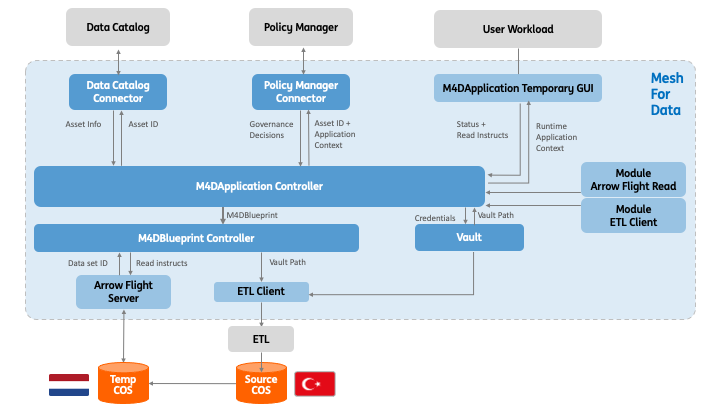 Data Catalog
Policy Manager
User Workload
Data Catalog
Connector
Policy Manager
Connector
M4DApplication Temporary GUI
Mesh
For
Data
Asset Info
Asset ID
Governance
Decisions
Asset ID +
Application
Context
Status +
Read Instructs
Runtime
Application
Context
M4DApplication Controller
Module
Arrow Flight Read
Module
ETL Client
M4DBlueprint
Credentials
Vault Path
M4DBlueprint Controller
Vault
Data set ID
Read instructs
Vault Path
Arrow Flight
Server
ETL Client
ETL
Temp
COS
Source
COS